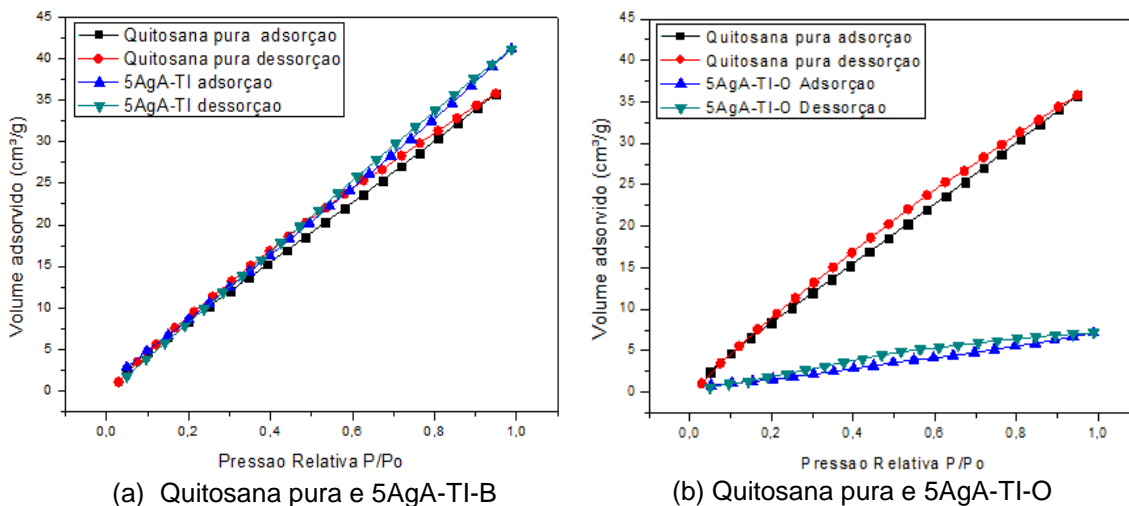 45
40
35
30
25
20
15
10
5
0
Volume adsorvido (cm³/g)
Quitosana pura adsorçao
Quitosana pura dessorçao
5AgA-TI adsorçao
5AgA-TI dessorçao
0,0 0,2 0,4 0,6 0,8 1,0
Pressao Relativa P/Po
(a) Quitosana pura e 5AgA-TI-B
45
40
35
30
25
20
15
10
5
0
Volume adsorvido (cm³/g)
Quitosana pura adsorçao
Quitosana pura dessorçao
5AgA-TI-O Adsorçao
5AgA-TI-O Dessorçao
0,0 0,2 0,4 0,6 0,8 1,0
Pressao Relativa P/Po
(b) Quitosana pura e 5AgA-TI-O